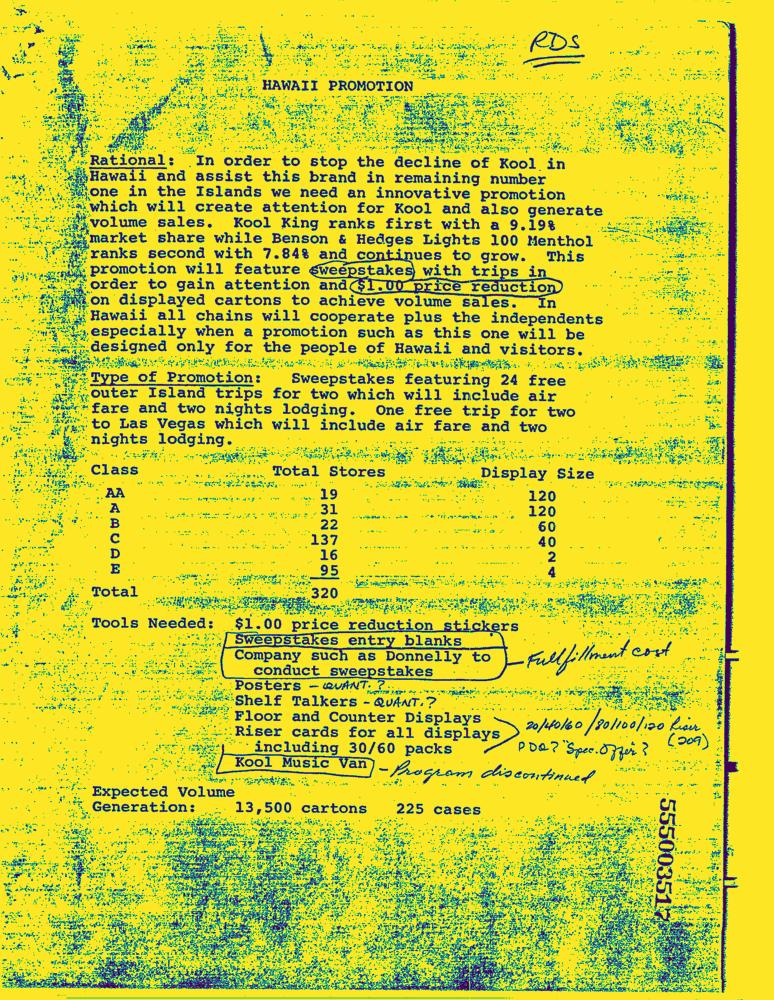 RDS
HAWAII PROMOTION
Rational: In order to stop the decline of Kool in
Hawaii and assist this brand in remaining number
one in the Islands we need an innovative promotion
which will create attention for Kool and also generate
volume sales. Kool King ranks first with a 9.19%
market share while Benson & Hedges Lights 100 Menthol
ranks second with 7.84% and continues to grow. This
promotion will feature sweepstakes with trips in
order to gain attention and $1.00 price reduction
on displayed cartons to achieve volume sales. In
Hawaii all chains will cooperate plus the independents
especially when a promotion such as this one will be
designed only for the people of Hawaii and visitors.
Type of Promotion: Sweepstakes featuring 24 free
outer Island trips for two which will include air
fare and two nights lodging. One free trip for two
to Las Vegas which will include air fare and two
nights lodging.
Class Total Stores Display Size
AA 19 120
A 31 120
B 22 60
C 137 40
D 16 2
E 95 4
Total 320
Tools Needed: $1.00 price reduction stickers
Sweepstakes entry blanks
Company such as Donnelly to - Fullfillment cost
conduct sweepstakes
Posters - QUANT.?
Shelf Talkers - QUANT.?
Floor and Counter Displays 20/40/60/80/100/120 Riser
Riser cards for all displays (209)
including 30/60 packs PDQ? Spec. Offer?
Kool Music Van - Program discontinued
Expected Volume
Generation: 13,500 cartons 225 cases
555003517